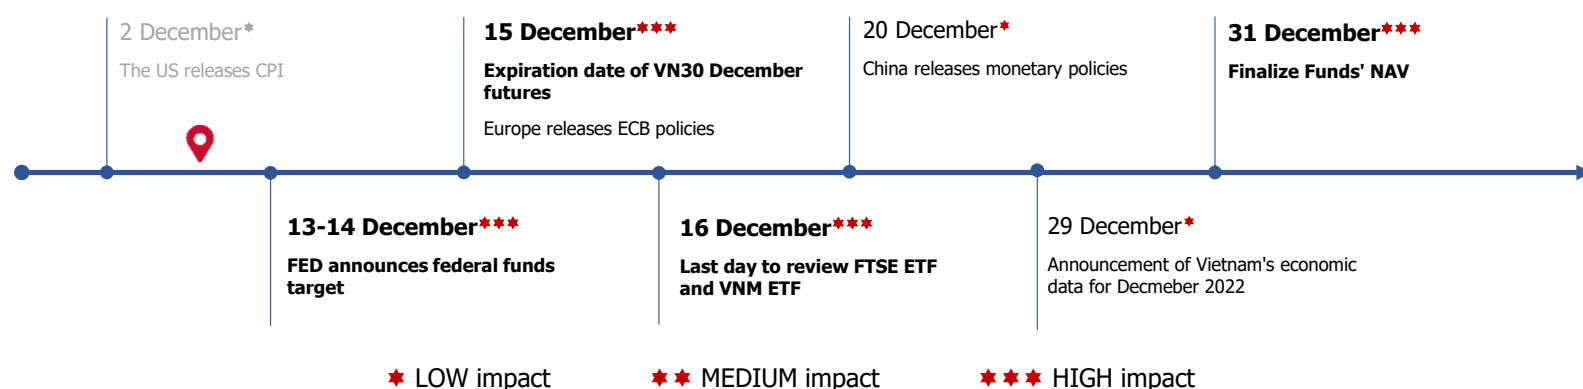 2 December*
The US releases CPI
15 December***
Expiration date of VN30 December
futures
Europe releases ECB policies
20 December*
China releases monetary policies
31 December***
Finalize Funds' NAV
13-14 December***
FED announces federal funds
target
16 December***
Last day to review FTSE ETF
and VNM ETF
29 December*
Announcement of Vietnam's economic
data for Decmeber 2022
* LOW impact
** MEDIUM impact
*** HIGH impact